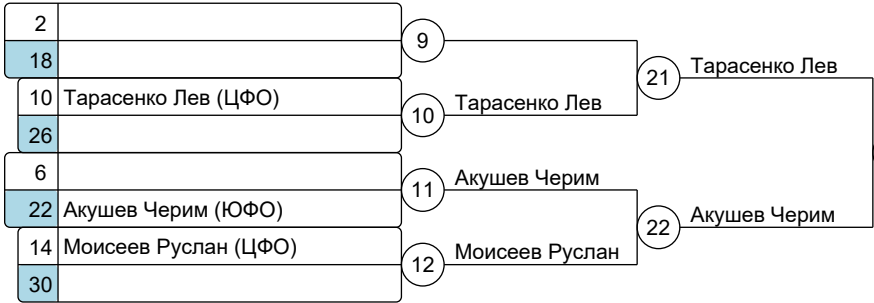 2
9
18
Тарасенко Лев
21
10 Тарасенко Лев (ЦФО)
Тарасенко Лев
10
26
6
Акушев Черим
11
22 Акушев Черим (ЮФО)
Акушев Черим
22
14 Моисеев Руслан (ЦФО)
Моисеев Руслан
12
30